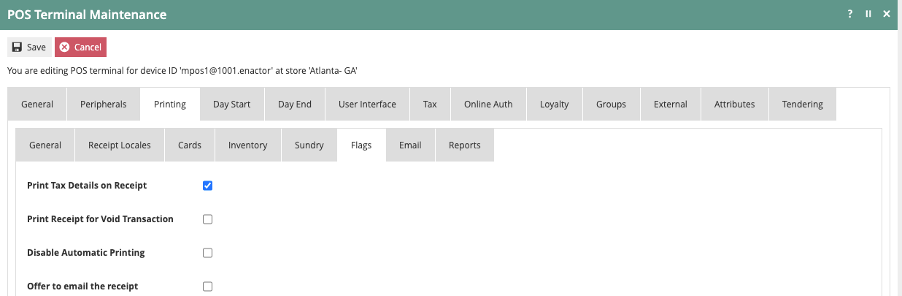 POS Terminal Maintenance
?
Save Cancel
You are editing POS terminal for device ID 'mpos1@1001.enactor' at store 'Atlanta- GA'
General Peripherals Printing Day Start Day End User Interface Tax Online Auth Loyalty Groups External Attributes Tendering
General Receipt Locales Cards Inventory Sundry Flags Email Reports
Print Tax Details on Receipt
Print Receipt for Void Transaction
Disable Automatic Printing
Offer to email the receipt